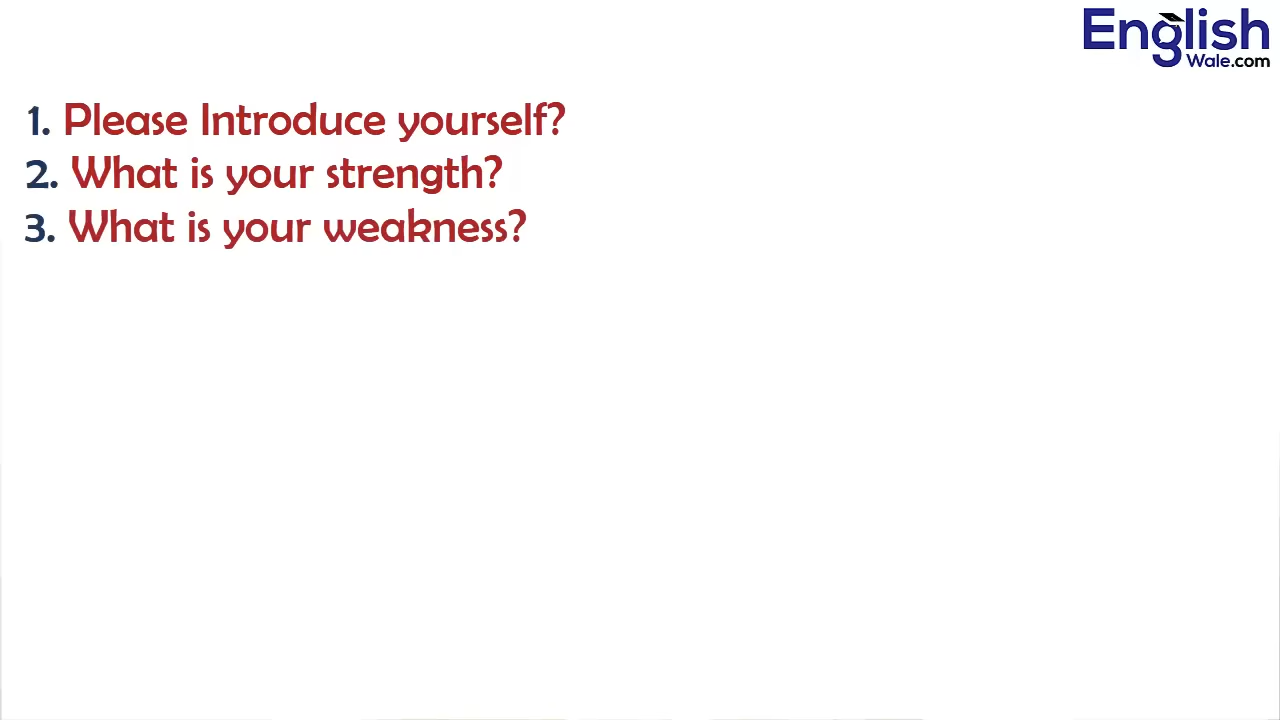 English
Wale.com
1. Please Introduce yourself?
2. What is your strength?
3. What is your weakness?